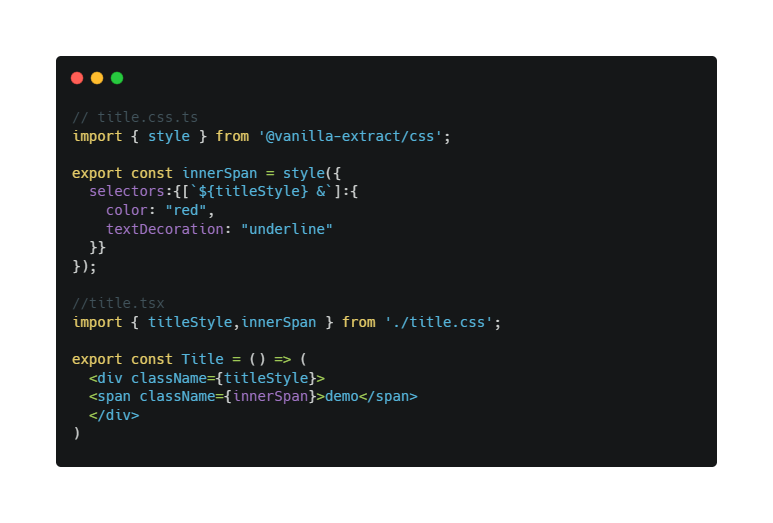 // title.css.ts
import { style } from '@vanilla-extract/css';
export const innerSpan = style({
selectors:{[`${titleStyle} &`]:{
color: "red",
textDecoration: "underline"
}}
});
//title.tsx
import { titleStyle,innerSpan } from './title.css';
export const Title = () => (
<div className={titleStyle}>
<span className={innerSpan}>demo</span>
</div>
)